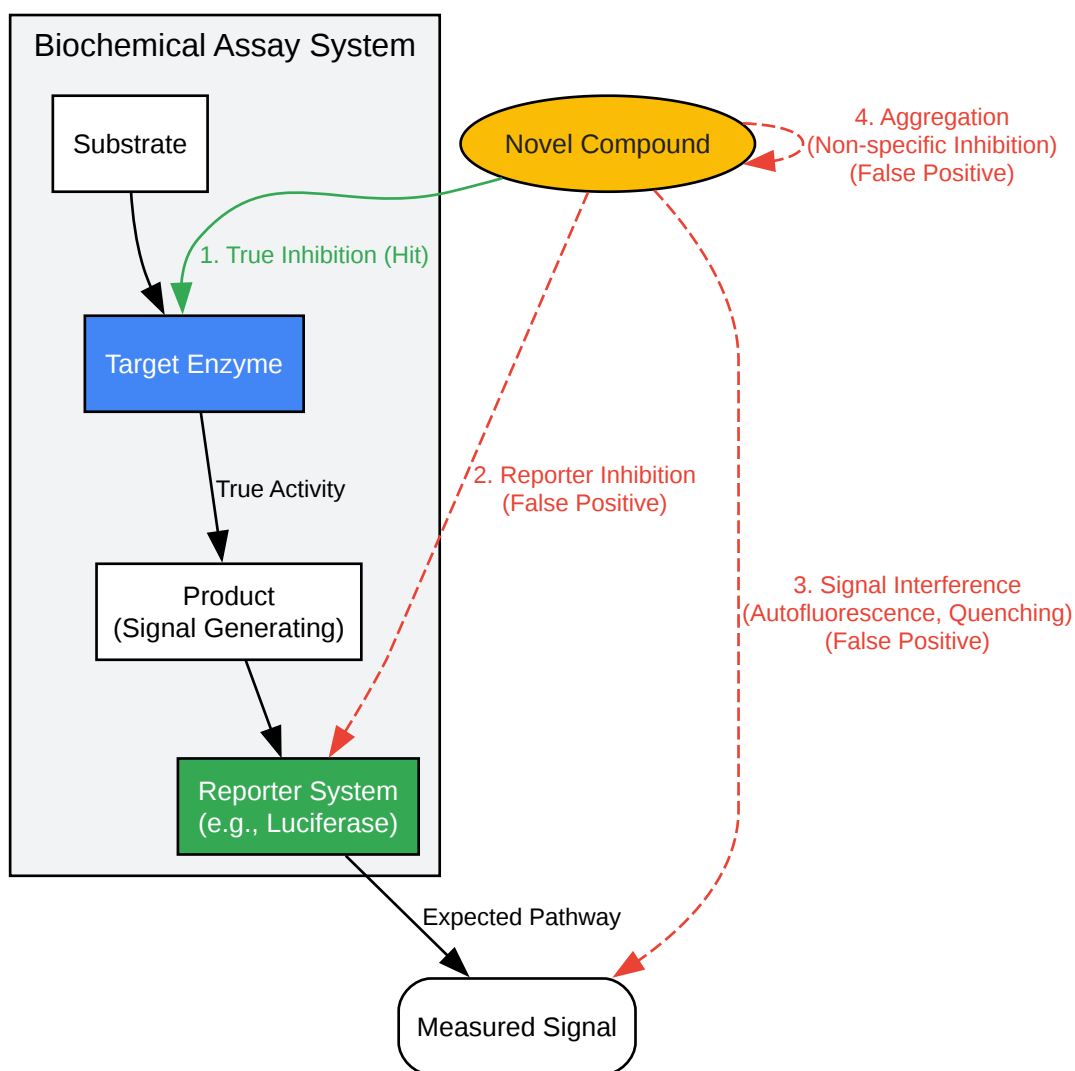 Biochemical Assay System
Substrate
Novel Compound
4. Aggregation
(Non-specific Inhibition)
(False Positive)
1. True Inhibition (Hit)
Target Enzyme
True Activity
2. Reporter Inhibition
(False Positive)
Product
(Signal Generating)
3. Signal Interference
(Autofluorescence, Quenching)
(False Positive)
Reporter System
(e.g., Luciferase)
Expected Pathway
Measured Signal